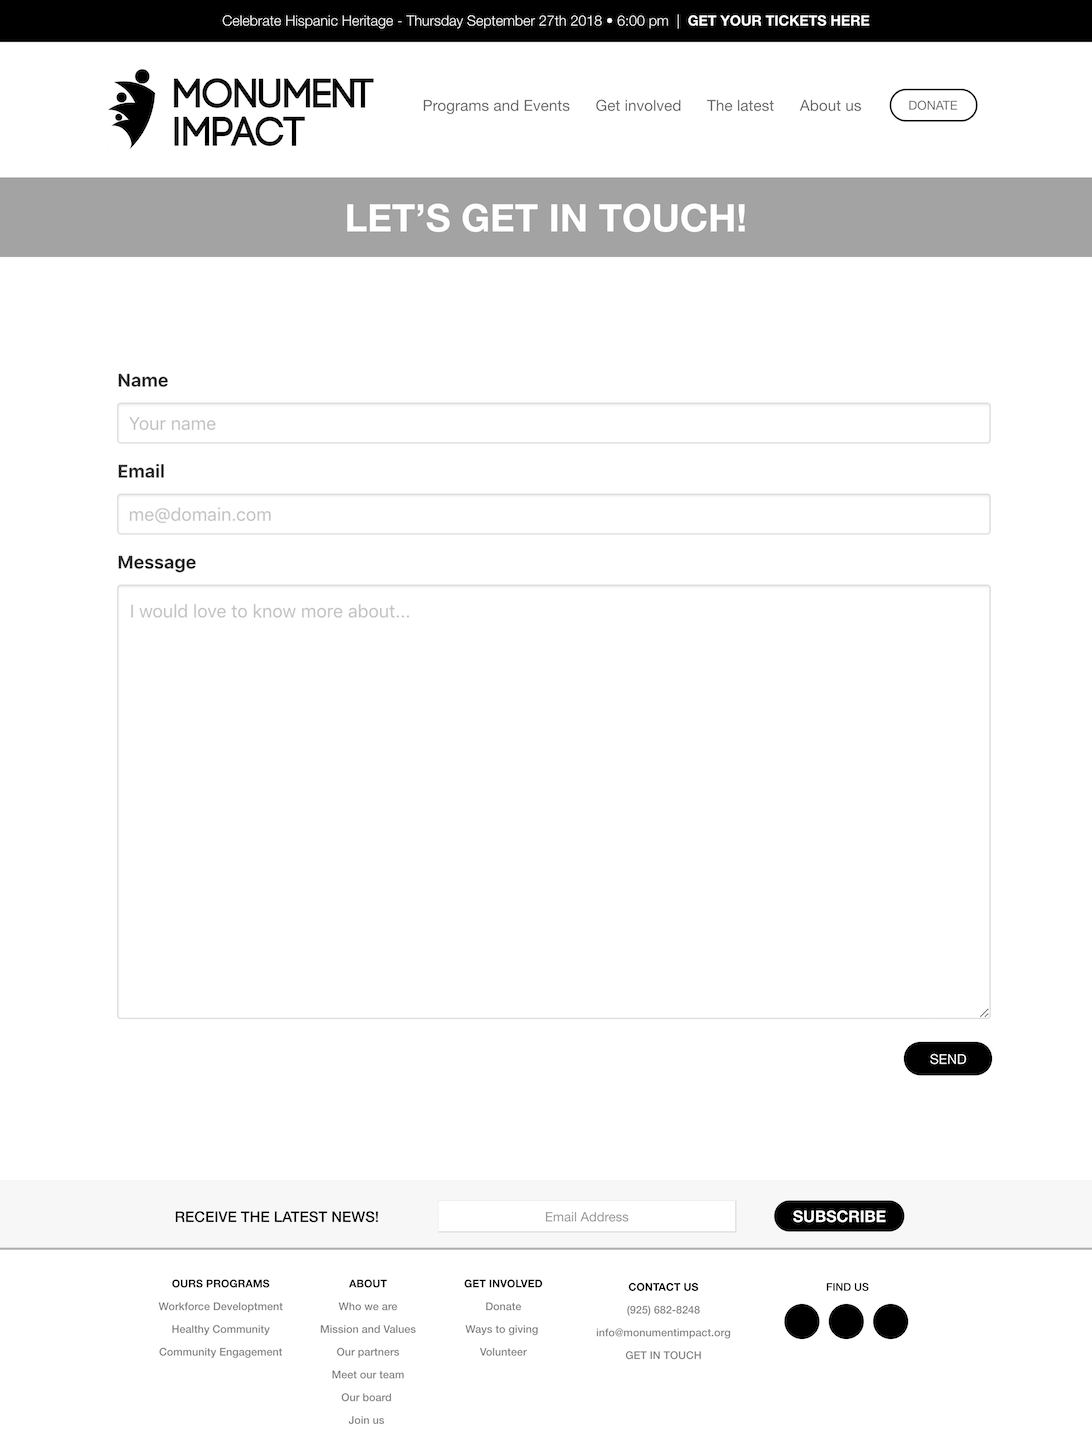 Celebrate Hispanic Heritage - Thursday September 27th 2018 • 6:00 pm | GET YOUR TICKETS HERE
MONUMENT
IMPACT
Programs and Events Get involved The latest About us DONATE
LET'S GET IN TOUCH!
Name
Your name
Email
me@domain.com
Message
I would love to know more about...
SEND
RECEIVE THE LATEST NEWS! Email Address SUBSCRIBE
OURS PROGRAMS
Workforce Developtment
Healthy Community
Community Engagement
ABOUT
Who we are
Mission and Values
Our partners
Meet our team
Our board
Join us
GET INVOLVED
Donate
Ways to giving
Volunteer
CONTACT US
(925) 682-8248
info@monumentimpact.org
GET IN TOUCH
FIND US